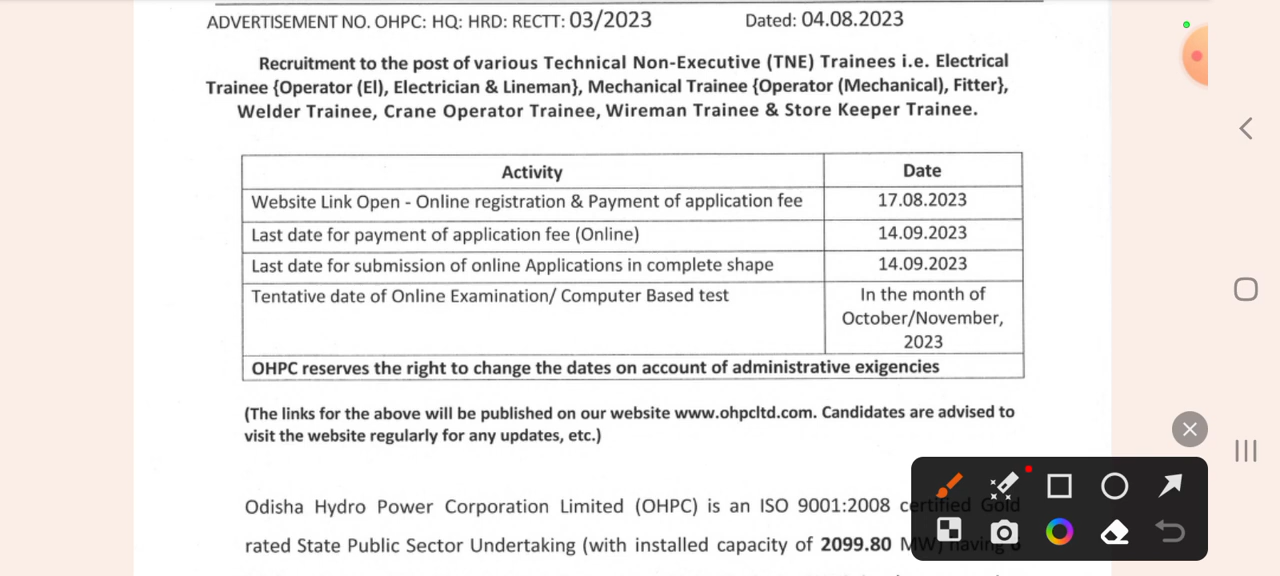 ADVERTISEMENT NO. OHPC: HQ: HRD: RECTT: 03/2023 Dated: 04.08.2023
Recruitment to the post of various Technical Non-Executive (TNE) Trainees i.e. Electrical
Trainee {Operator (El), Electrician & Lineman}, Mechanical Trainee {Operator (Mechanical), Fitter},
Welder Trainee, Crane Operator Trainee, Wireman Trainee & Store Keeper Trainee.
Activity Date
Website Link Open - Online registration & Payment of application fee 17.08.2023
Last date for payment of application fee (Online) 14.09.2023
Last date for submission of online Applications in complete shape 14.09.2023
Tentative date of Online Examination/ Computer Based test In the month of
October/November,
2023
OHPC reserves the right to change the dates on account of administrative exigencies
(The links for the above will be published on our website www.ohpcltd.com. Candidates are advised to
visit the website regularly for any updates, etc.)
Odisha Hydro Power Corporation Limited (OHPC) is an ISO 9001:2008 certified Gold
rated State Public Sector Undertaking (with installed capacity of 2099.80 MW) having